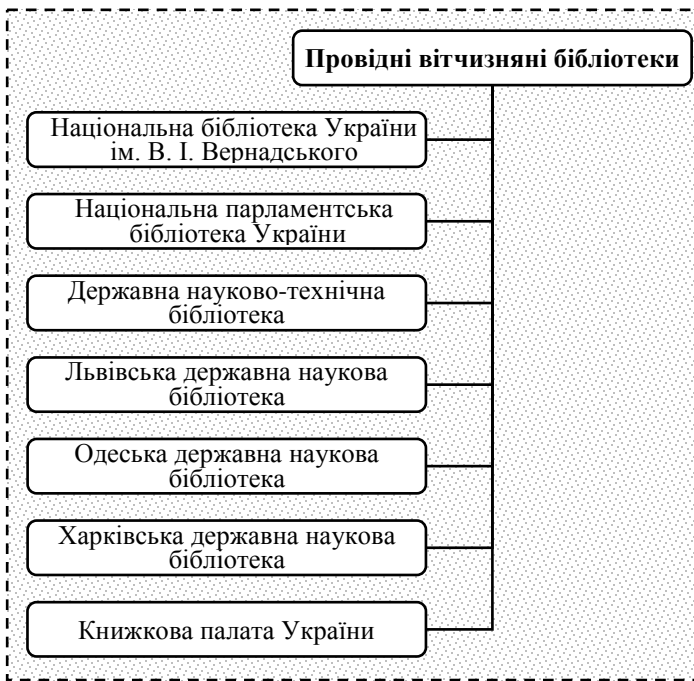 Провідні вітчизняні бібліотеки
Національна бібліотека України
ім. В. І. Вернадського
Національна парламентська
бібліотека України
Державна науково-технічна
бібліотека
Львівська державна наукова
бібліотека
Одеська державна наукова
бібліотека
Харківська державна наукова
бібліотека
Книжкова палата України